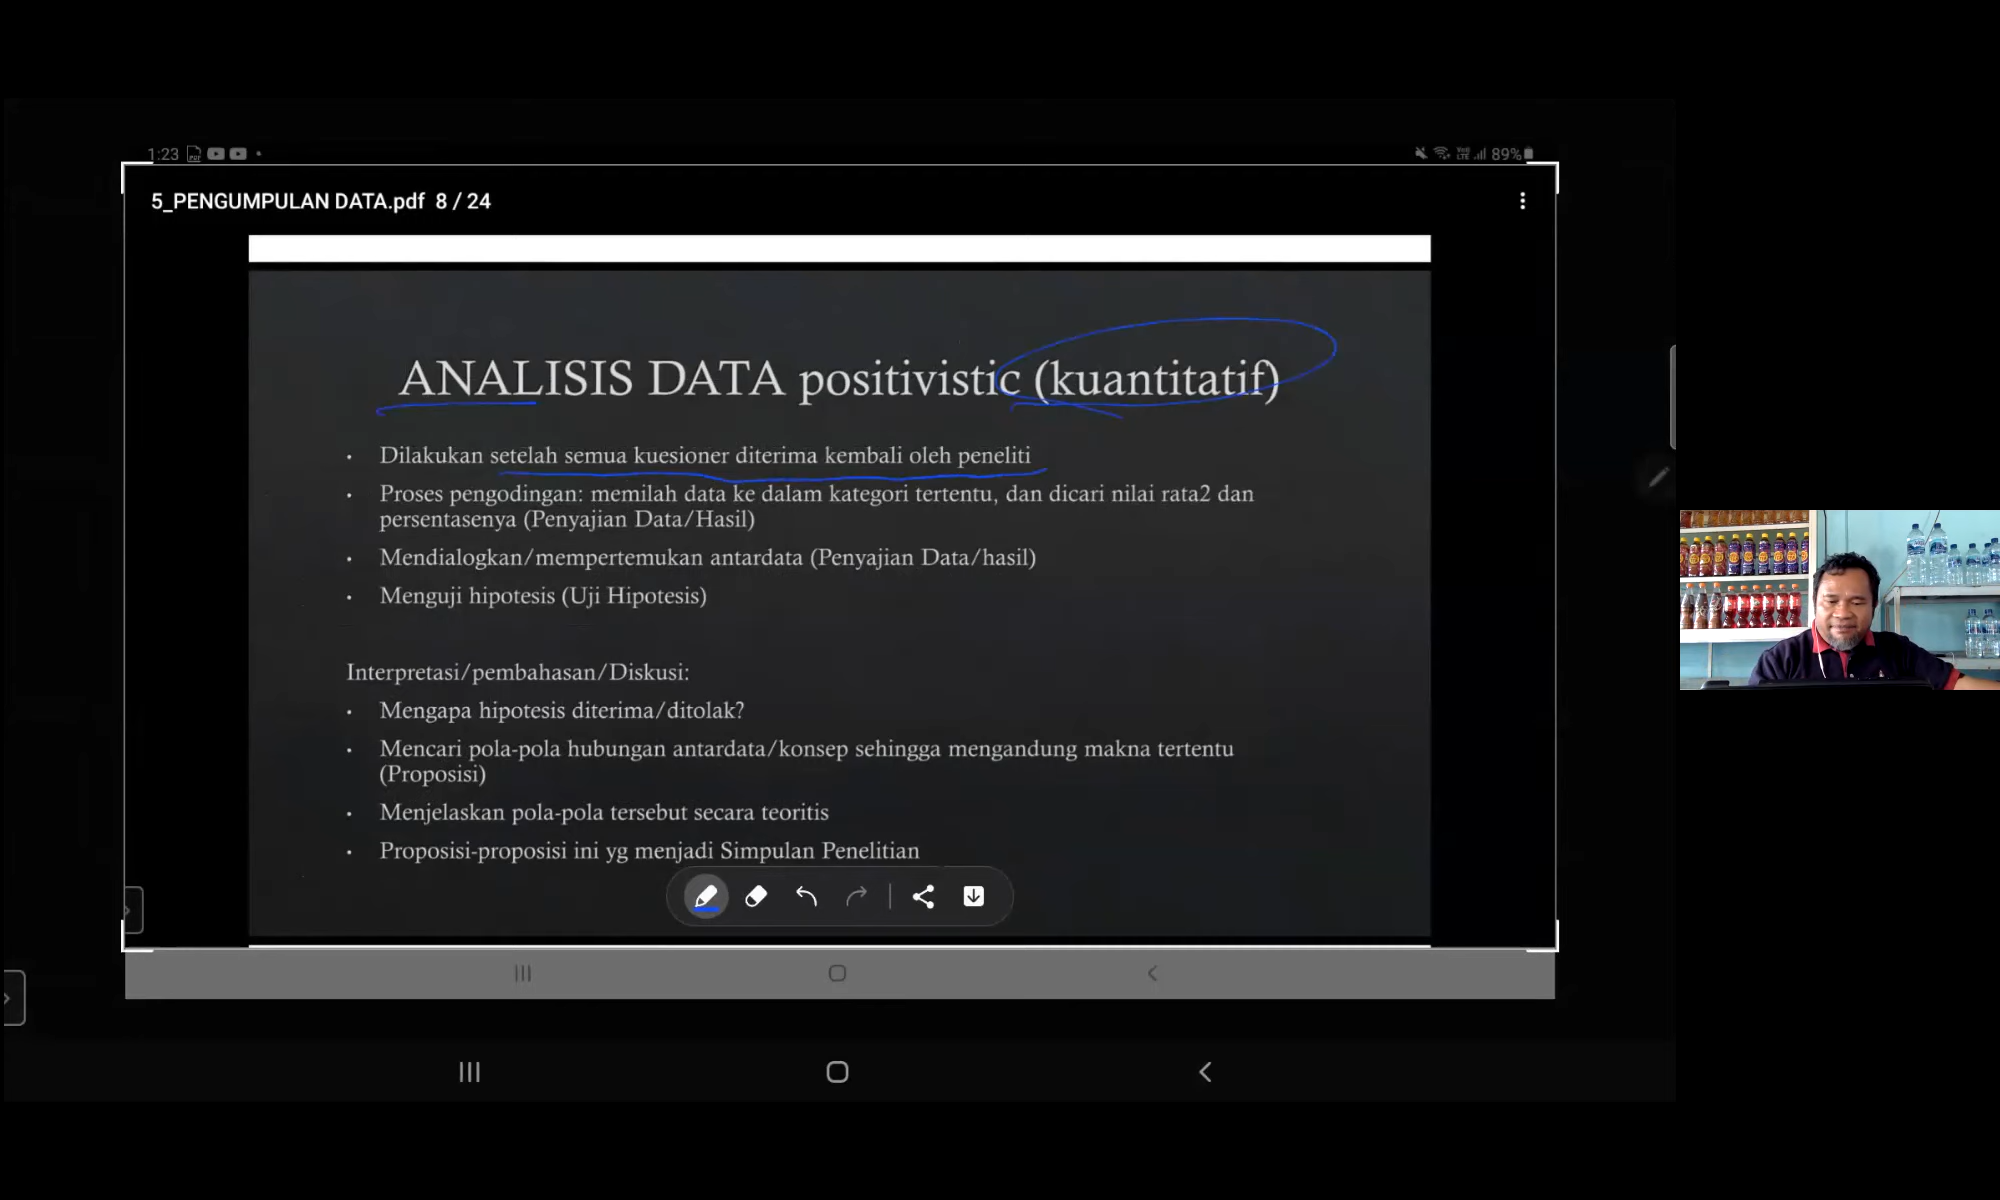 1:23
89%
5_PENGUMPULAN DATA.pdf 8 / 24
ANALISIS DATA positivistic (kuantitatif)
• Dilakukan setelah semua kuesioner diterima kembali oleh peneliti
• Proses pengodingan: memilah data ke dalam kategori tertentu, dan dicari nilai rata2 dan
persentasenya (Penyajian Data/Hasil)
• Mendialogkan/mempertemukan antardata (Penyajian Data/hasil)
• Menguji hipotesis (Uji Hipotesis)
Interpretasi/pembahasan/Diskusi:
• Mengapa hipotesis diterima/ditolak?
• Mencari pola-pola hubungan antardata/konsep sehingga mengandung makna tertentu
(Proposisi)
• Menjelaskan pola-pola tersebut secara teoritis
• Proposisi-proposisi ini yg menjadi Simpulan Penelitian